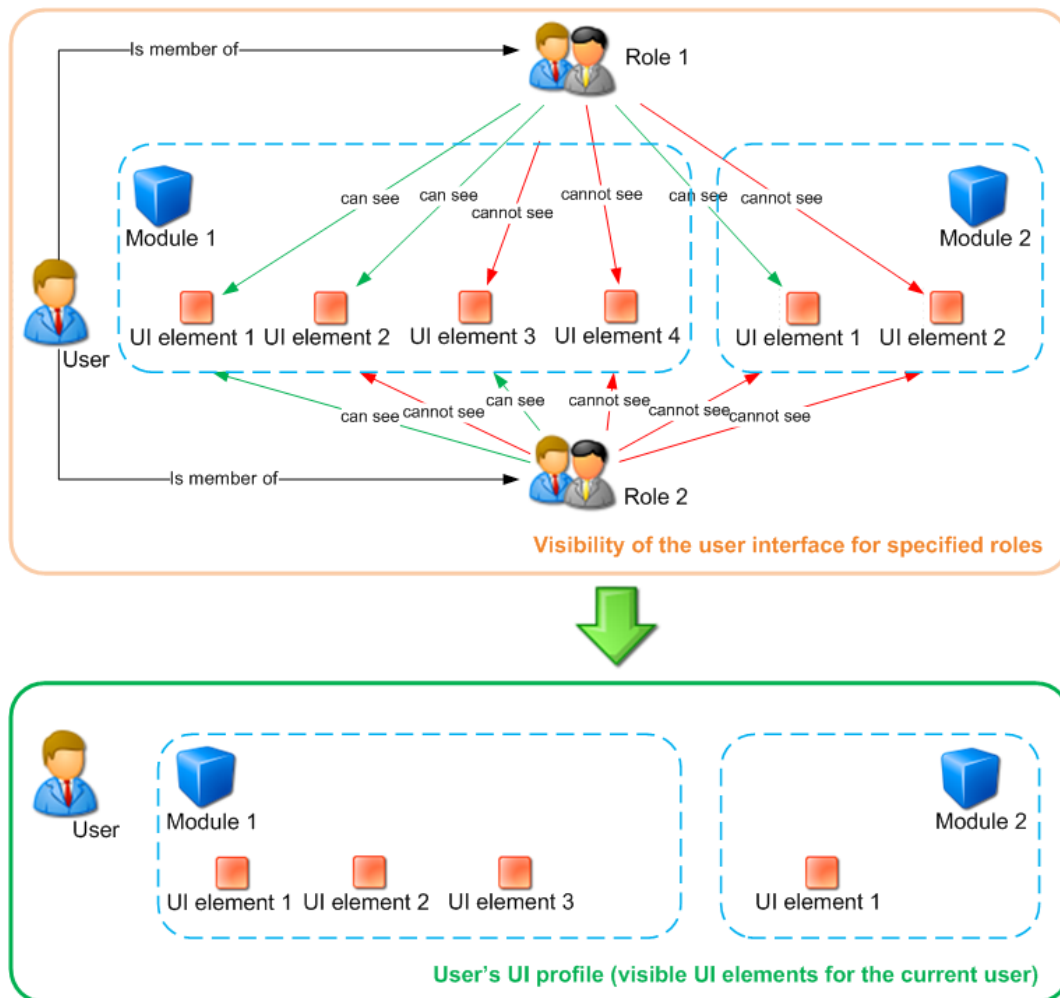 Is member of
Role 1
can see
can see
cannot see
cannot see
can see
cannot see
Module 1
Module 2
User
UI element 1
UI element 2
UI element 3
UI element 4
UI element 1
UI element 2
can see
cannot see
can see
cannot see
cannot see
cannot see
Is member of
Role 2
Visibility of the user interface for specified roles
User
Module 1
Module 2
UI element 1
UI element 2
UI element 3
UI element 1
User’s UI profile (visible UI elements for the current user)